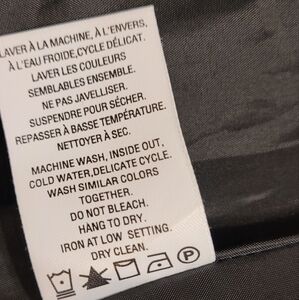 LAVER À LA MACHINE, À L'ENVERS,
À L'EAU FROIDE,CYCLE DÉLICAT.
LAVER LES COULEURS
SEMBLABLES ENSEMBLE.
NE PAS JAVELLISER.
SUSPENDRE POUR SÉCHER.
REPASSER À BASSE TEMPÉRATURE.
NETTOYER À SEC.
MACHINE WASH, INSIDE OUT,
COLD WATER,DELICATE CYCLE.
WASH SIMILAR COLORS
TOGETHER.
DO NOT BLEACH.
HANG TO DRY.
IRON AT LOW SETTING.
DRY CLEAN.
P